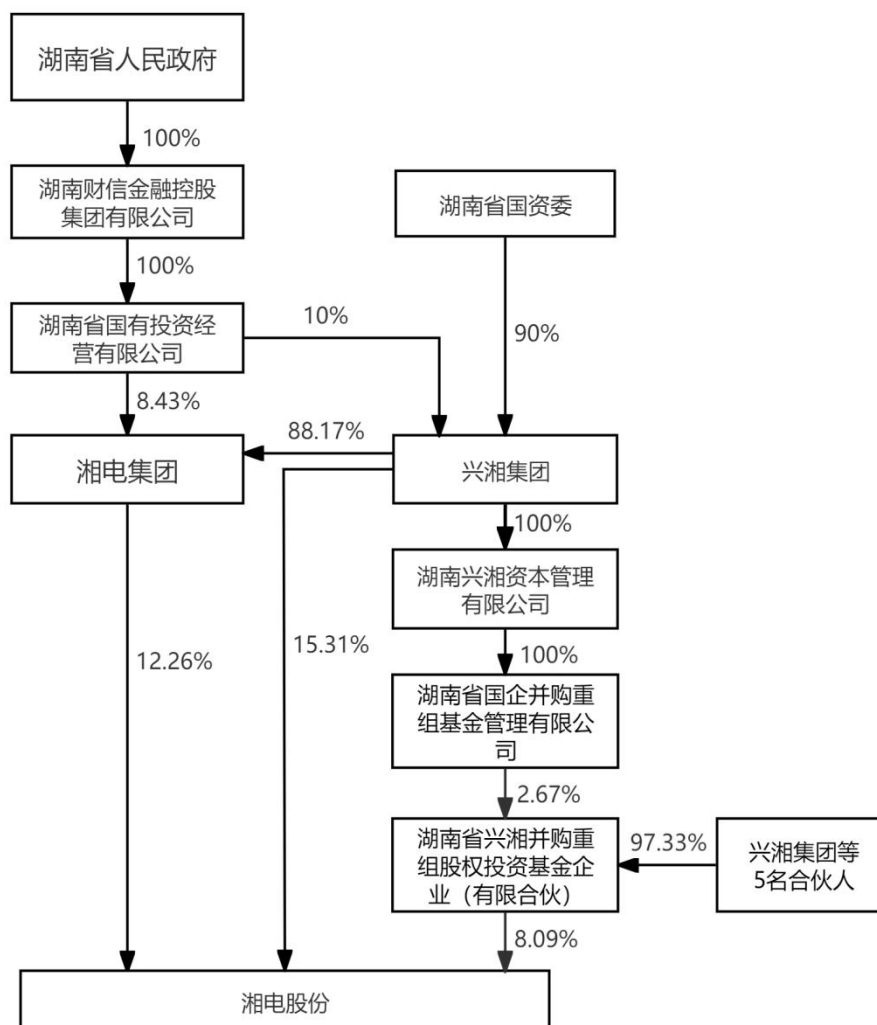 湖南省人民政府
100%
湖南财信金融控股
集团有限公司
湖南省国资委
100%
湖南省国有投资经
营有限公司
10%
90%
8.43%
88.17%
湘电集团
兴湘集团
100%
湖南兴湘资本管理
有限公司
12.26%
15.31%
100%
湖南省国企并购重
组基金管理有限公
司
2.67%
湖南省兴湘并购重
组股权投资基金企
业（有限合伙）
97.33%
兴湘集团等
5名合伙人
8.09%
湘电股份